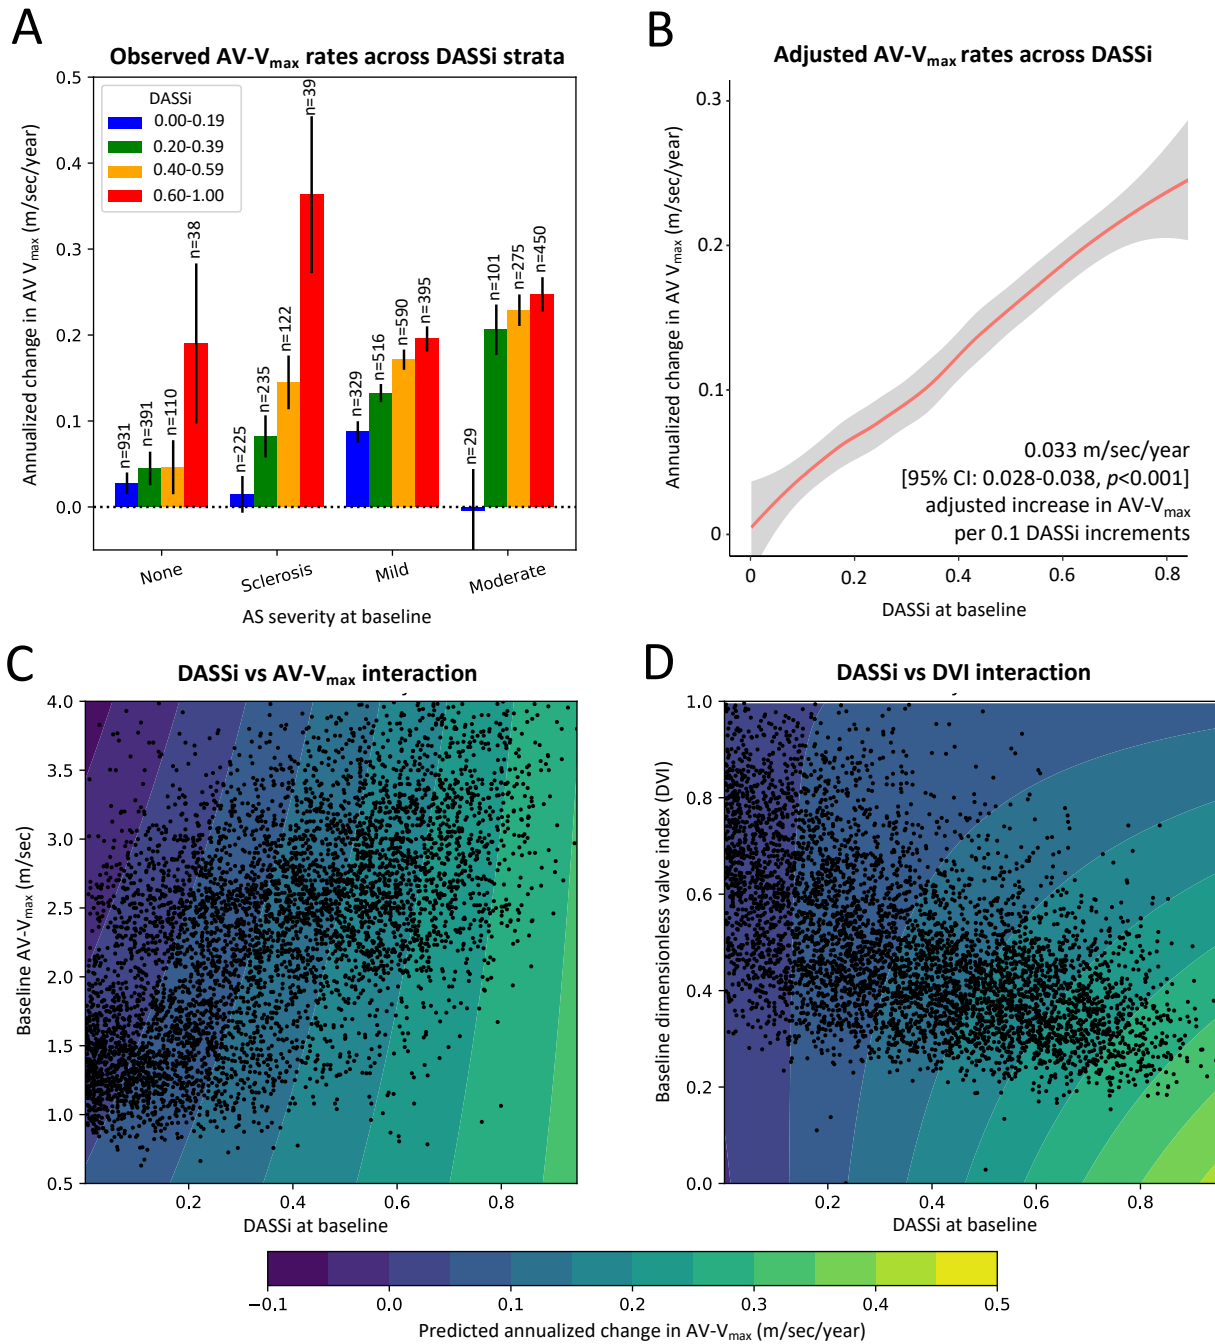 A
Observed AV-Vmax rates across DASSi strata
Annualized change in AV Vmax (m/sec/year)
0.5
0.4
0.3
0.2
0.1
0.0
DASSi
0.00-0.19
0.20-0.39
0.40-0.59
0.60-1.00
n=931
n=391
n=110
n=38
n=225
n=235
n=122
n=39
n=329
n=516
n=590
n=395
n=29
n=101
n=275
n=450
None
Sclerosis
Mild
Moderate
AS severity at baseline
B
Adjusted AV-Vmax rates across DASSi
Annualized change in AV Vmax (m/sec/year)
0.3
0.2
0.1
0
0.033 m/sec/year
[95% CI: 0.028-0.038, p<0.001]
adjusted increase in AV-Vmax
per 0.1 DASSi increments
0 0.2 0.4 0.6 0.8
DASSi at baseline
C
DASSi vs AV-Vmax interaction
Baseline AV-Vmax (m/sec)
4.0
3.5
3.0
2.5
2.0
1.5
1.0
0.5
0.2 0.4 0.6 0.8
DASSi at baseline
D
DASSi vs DVI interaction
Baseline dimensionless valve index (DVI)
1.0
0.8
0.6
0.4
0.2
0.0
0.2 0.4 0.6 0.8
DASSi at baseline
−0.1 0.0 0.1 0.2 0.3 0.4 0.5
Predicted annualized change in AV-Vmax (m/sec/year)